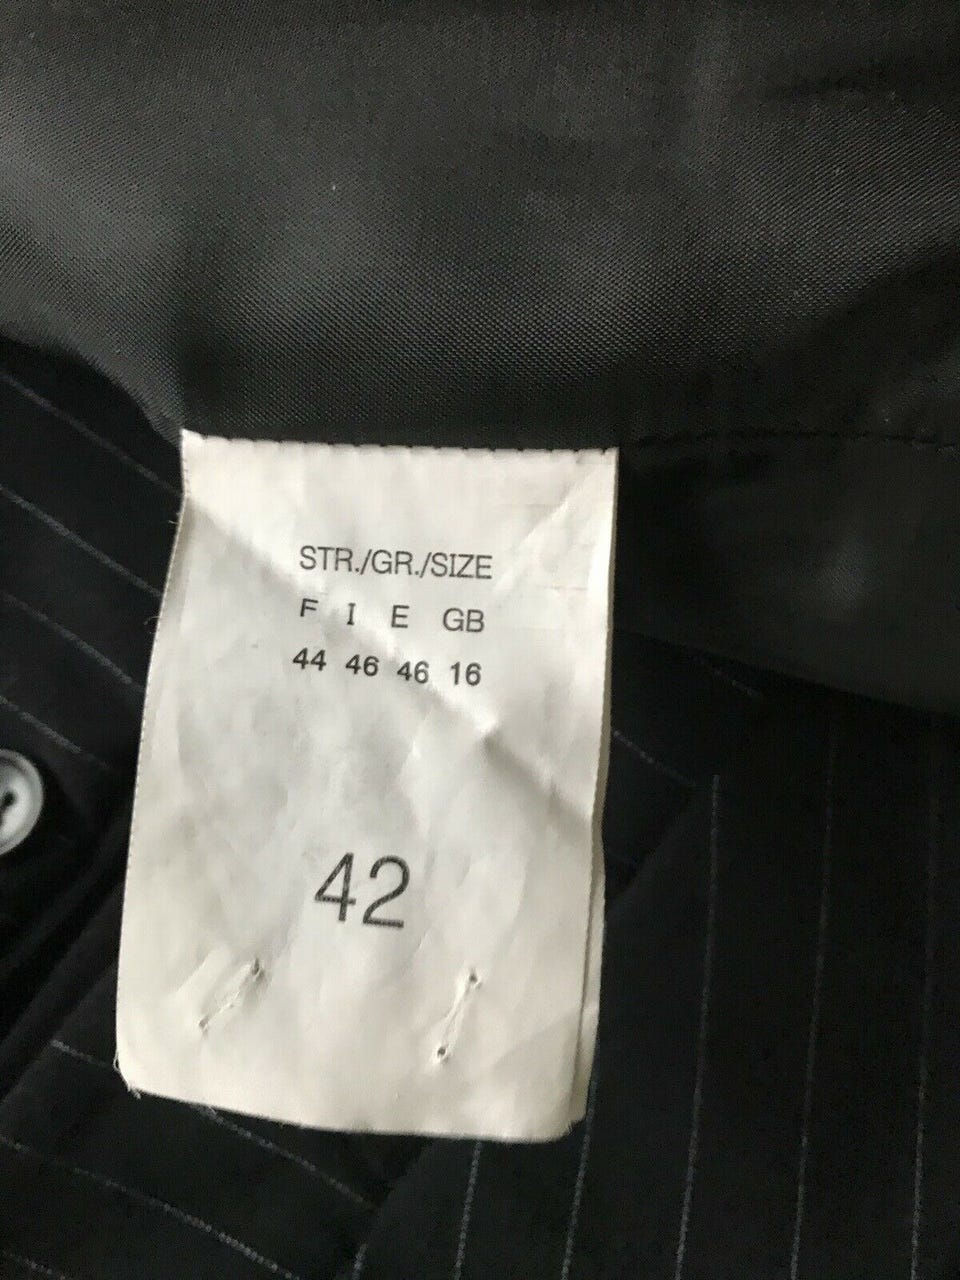 STR./GR./SIZE
F I E GB
44 46 46 16
42